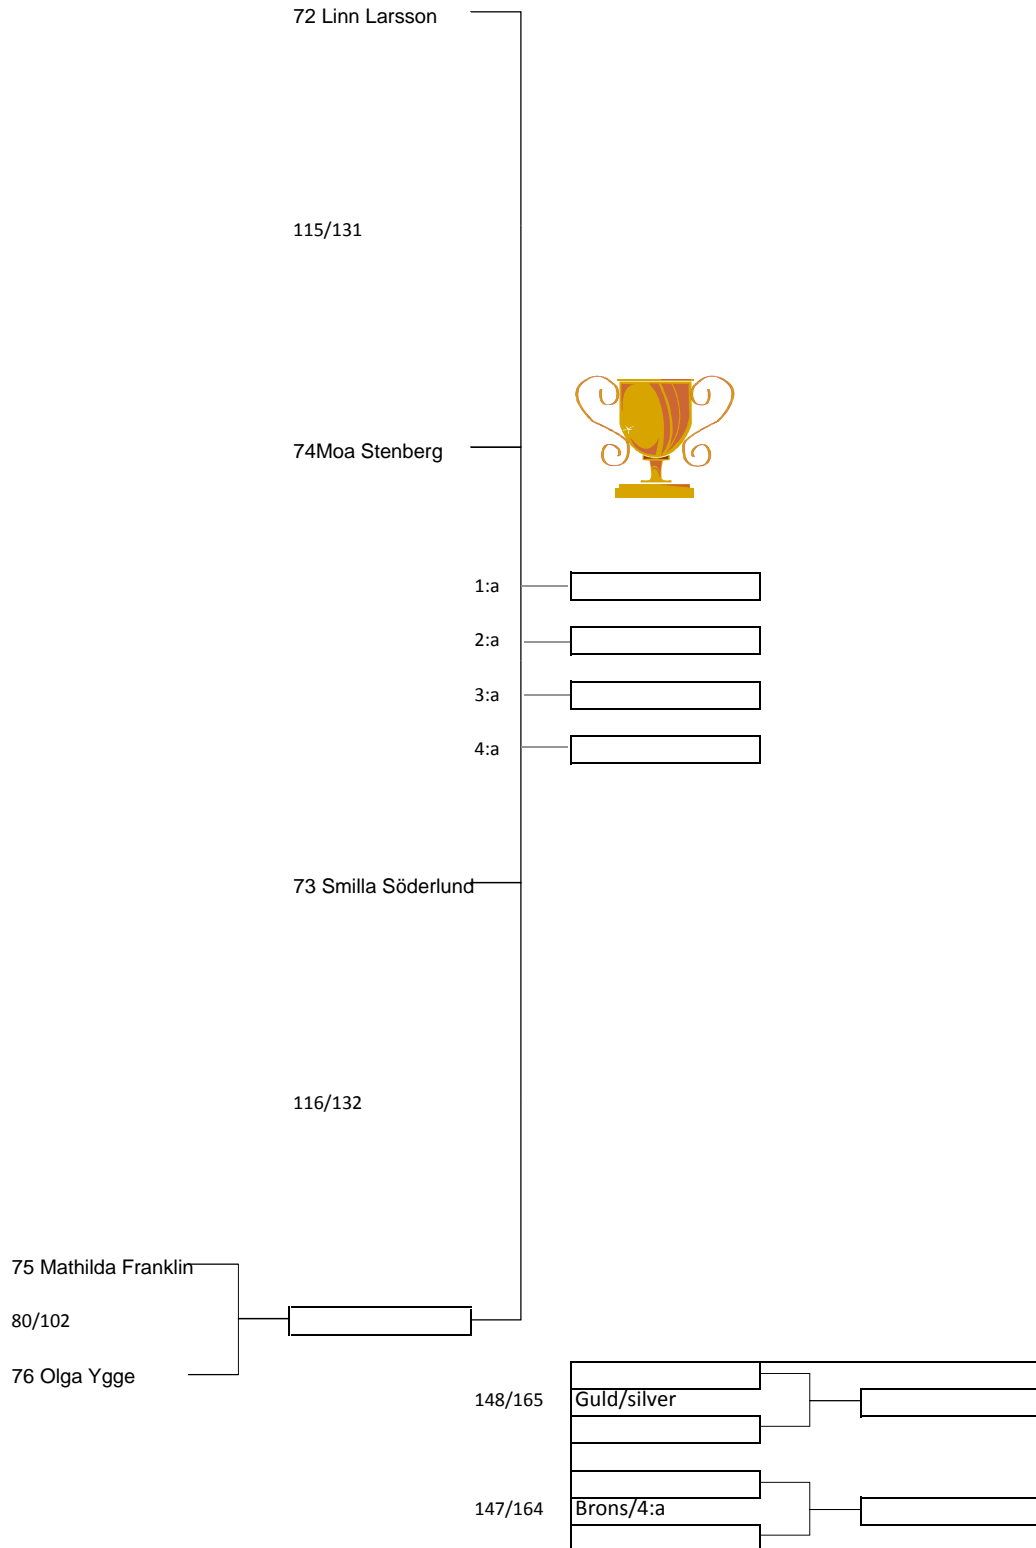 72 Linn Larsson
115/131
74Moa Stenberg
1:a
2:a
3:a
4:a
73 Smilla Söderlund
116/132
75 Mathilda Franklin
80/102
76 Olga Ygge
148/165 Guld/silver
147/164 Brons/4:a